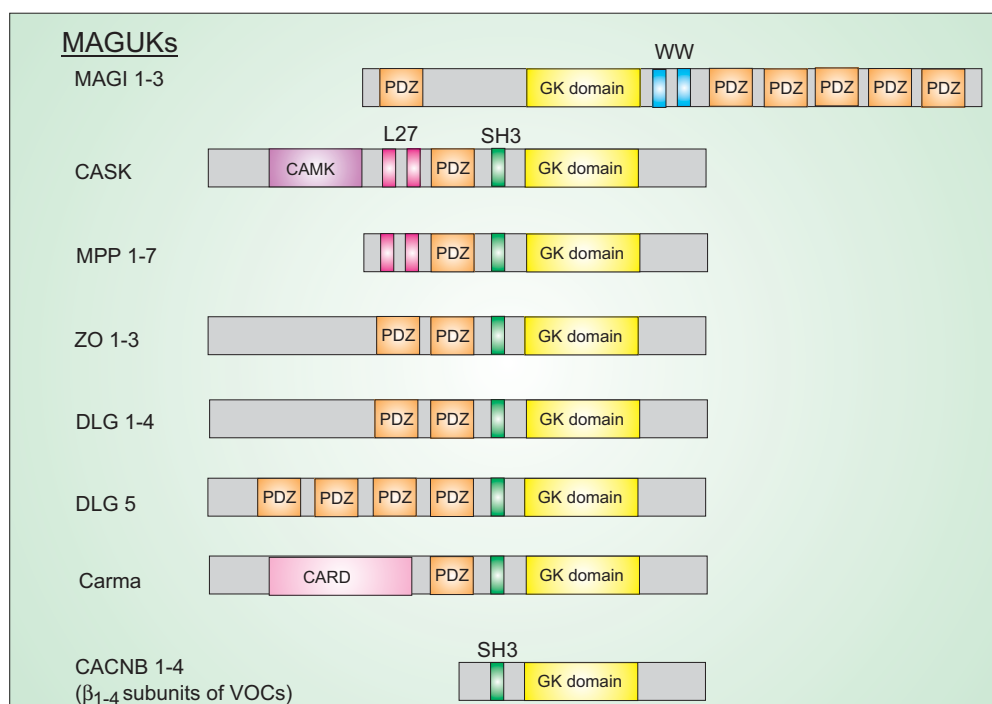 MAGUKs
WW
MAGI 1-3
PDZ GK domain PDZ PDZ PDZ PDZ PDZ
L27 SH3
CASK CAMK PDZ GK domain
MPP 1-7 PDZ GK domain
ZO 1-3 PDZ PDZ GK domain
DLG 1-4 PDZ PDZ GK domain
DLG 5 PDZ PDZ PDZ PDZ GK domain
Carma CARD PDZ GK domain
SH3
CACNB 1-4 GK domain
(β1-4 subunits of VOCs)